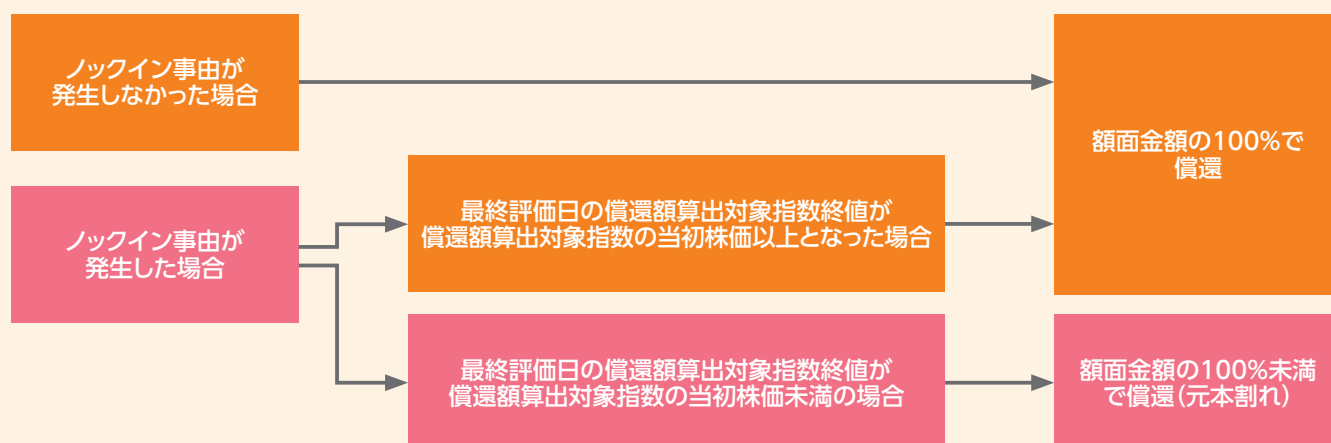 ノックイン事由が
発生しなかった場合
額面金額の100%で
償還
最終評価日の償還額算出対象指数終値が
償還額算出対象指数の当初株価以上となった場合
ノックイン事由が
発生した場合
最終評価日の償還額算出対象指数終値が
償還額算出対象指数の当初株価未満の場合
額面金額の100%未満
で償還(元本割れ)